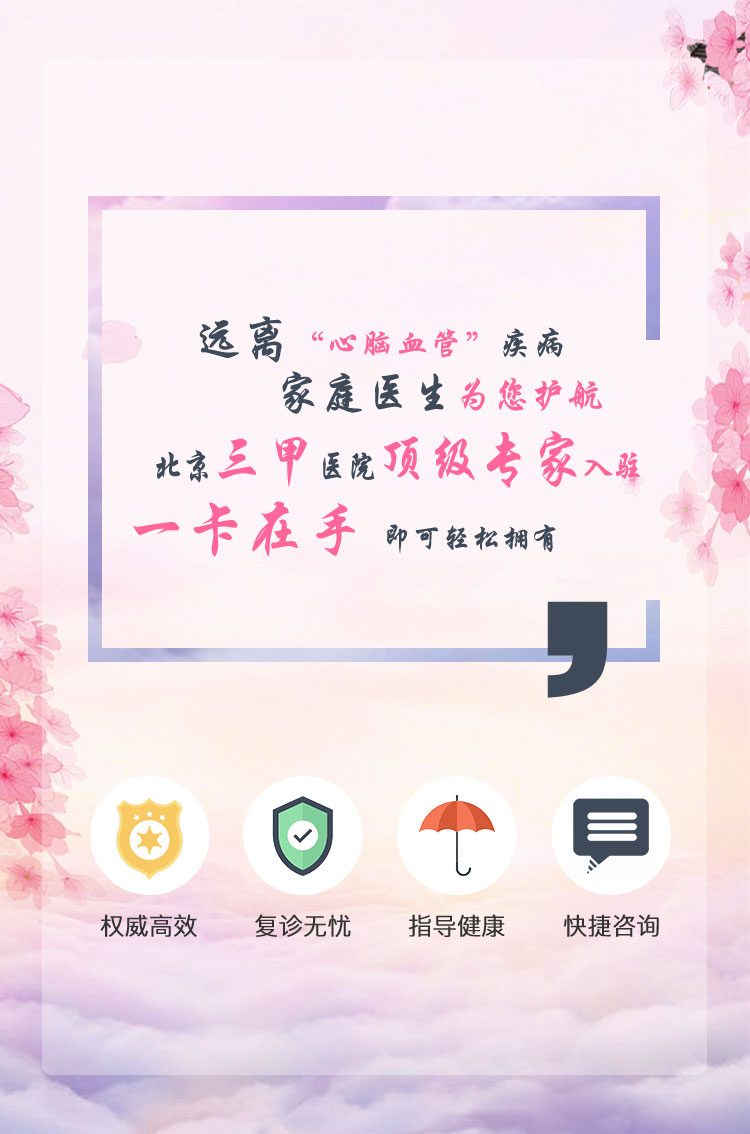 远离“心脑血管”疾病
家庭医生为您护航
北京三甲医院顶级专家入驻
一卡在手 即可轻松拥有
权威高效 复诊无忧 指导健康 快捷咨询